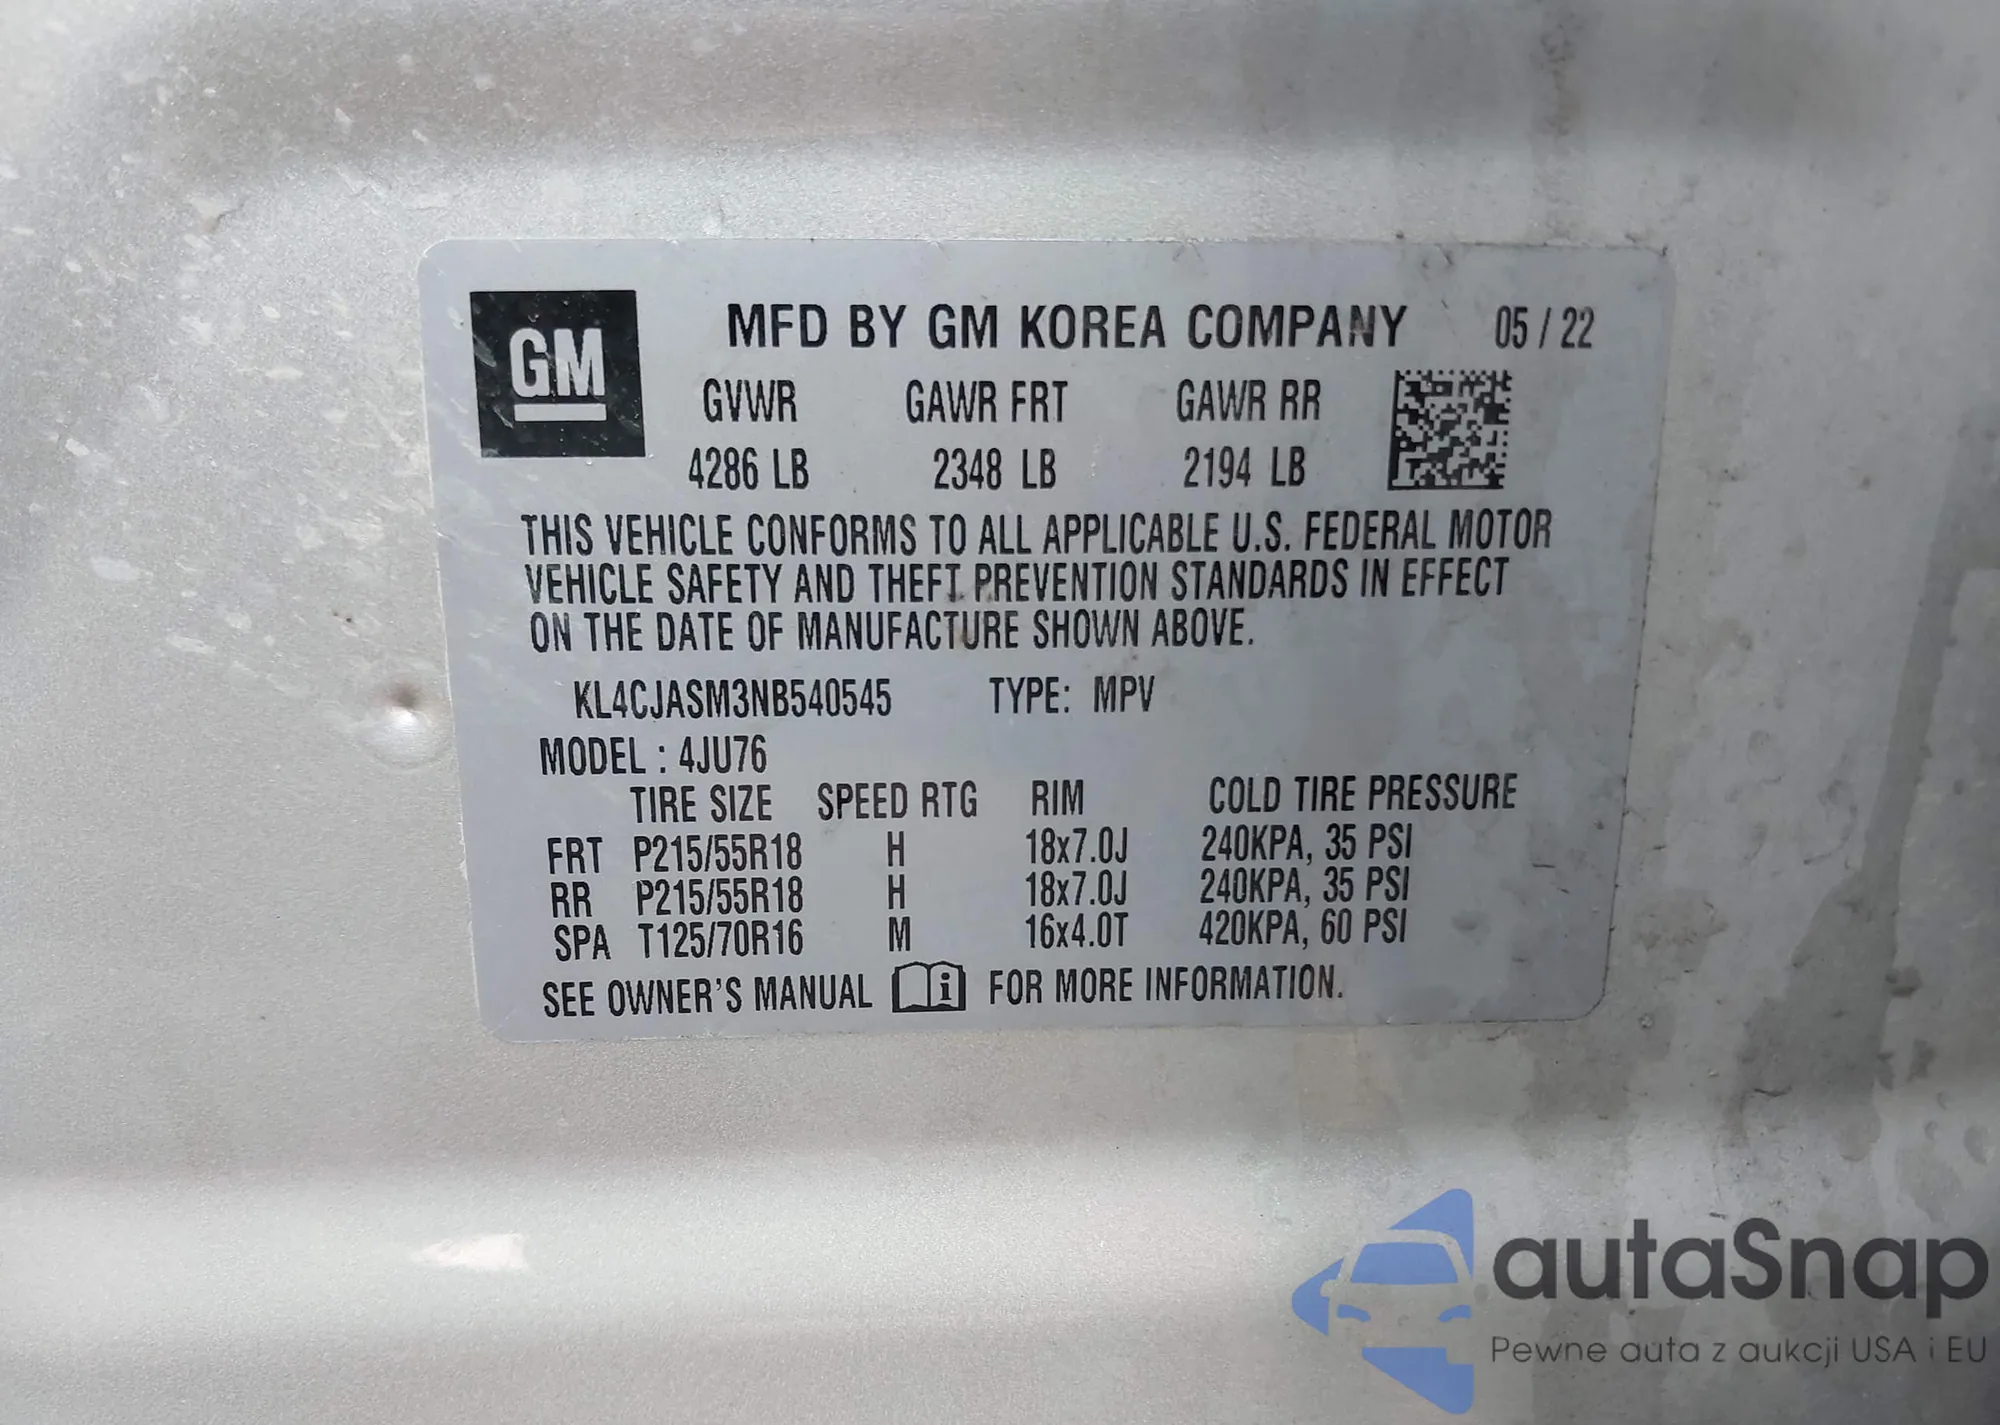 GM
MFD BY GM KOREA COMPANY 05 / 22
GVWR GAWR FRT GAWR RR
4286 LB 2348 LB 2194 LB
THIS VEHICLE CONFORMS TO ALL APPLICABLE U.S. FEDERAL MOTOR
VEHICLE SAFETY AND THEFT PREVENTION STANDARDS IN EFFECT
ON THE DATE OF MANUFACTURE SHOWN ABOVE.
KL4CJASM3NB540545 TYPE: MPV
MODEL : 4JU76
TIRE SIZE SPEED RTG RIM COLD TIRE PRESSURE
FRT P215/55R18 H 18x7.0J 240KPA, 35 PSI
RR P215/55R18 H 18x7.0J 240KPA, 35 PSI
SPA T125/70R16 M 16x4.0T 420KPA, 60 PSI
SEE OWNER'S MANUAL i FOR MORE INFORMATION.
autaSnap
Pewne auta z aukcji USA i EU